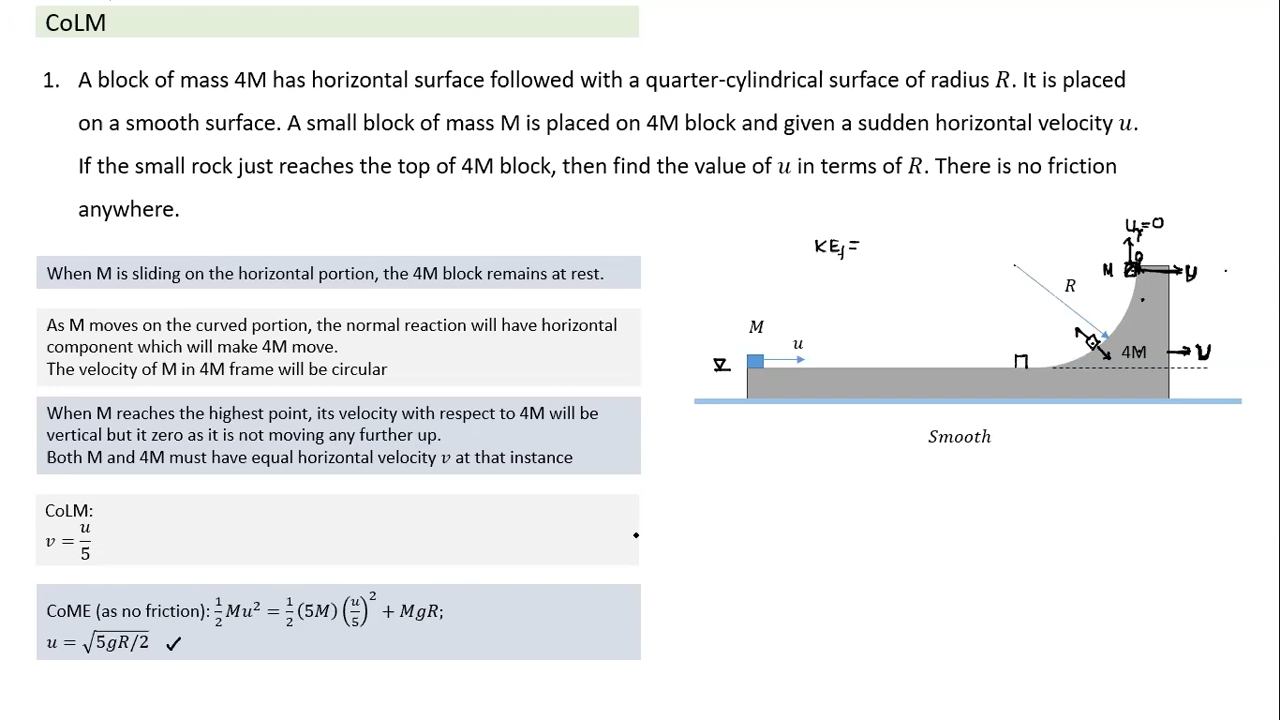 CoLM
1. A block of mass 4M has horizontal surface followed with a quarter-cylindrical surface of radius R. It is placed
on a smooth surface. A small block of mass M is placed on 4M block and given a sudden horizontal velocity u.
If the small rock just reaches the top of 4M block, then find the value of u in terms of R. There is no friction
anywhere.
When M is sliding on the horizontal portion, the 4M block remains at rest.
As M moves on the curved portion, the normal reaction will have horizontal
component which will make 4M move.
The velocity of M in 4M frame will be circular
When M reaches the highest point, its velocity with respect to 4M will be
vertical but it zero as it is not moving any further up.
Both M and 4M must have equal horizontal velocity v at that instance
CoLM:
v = u/5
CoME (as no friction): 1/2 Mu² = 1/2 (5M) (u/5)² + MgR;
u = √5gR/2 ✓
KE_f =
u_y=0
M
υ
R
M
u
4M
υ
Smooth